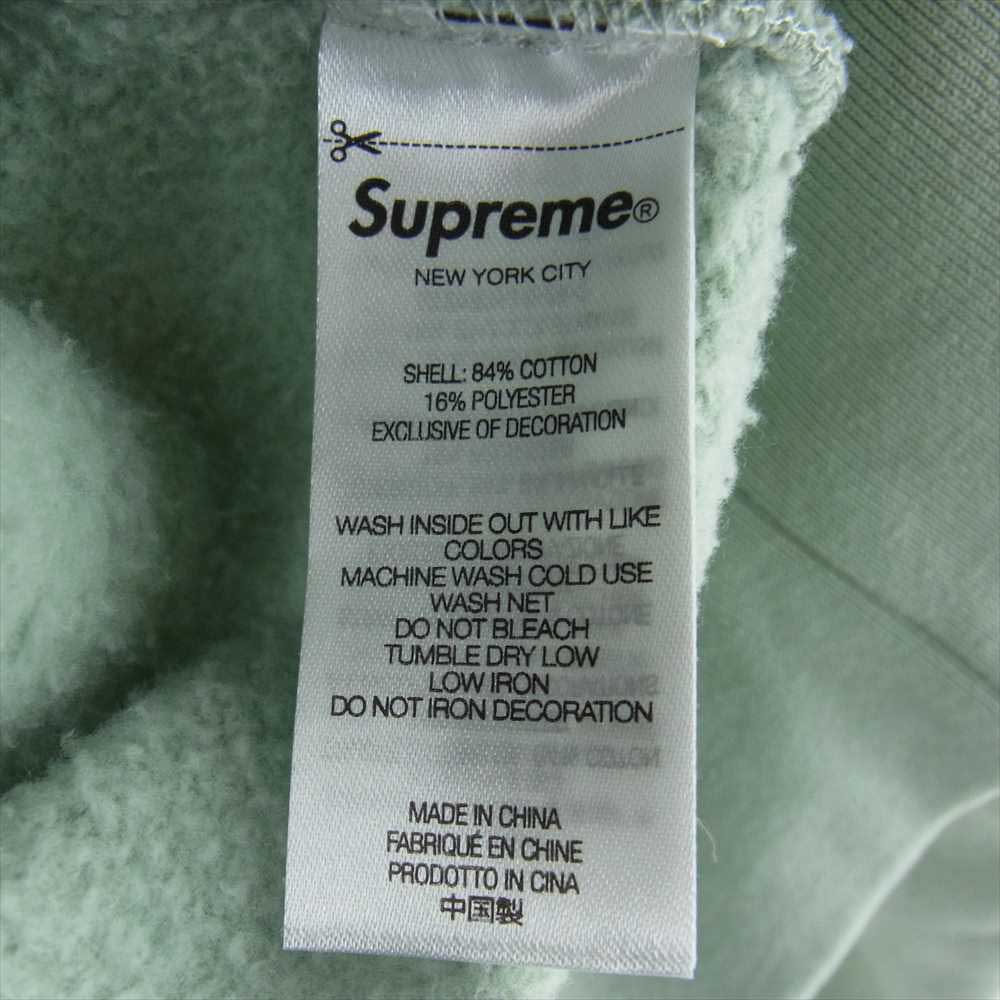 Supreme®
NEW YORK CITY
SHELL: 84% COTTON
16% POLYESTER
EXCLUSIVE OF DECORATION
WASH INSIDE OUT WITH LIKE
COLORS
MACHINE WASH COLD USE
WASH NET
DO NOT BLEACH
TUMBLE DRY LOW
LOW IRON
DO NOT IRON DECORATION
MADE IN CHINA
FABRIQUÉ EN CHINE
PRODOTTO IN CINA
中国製